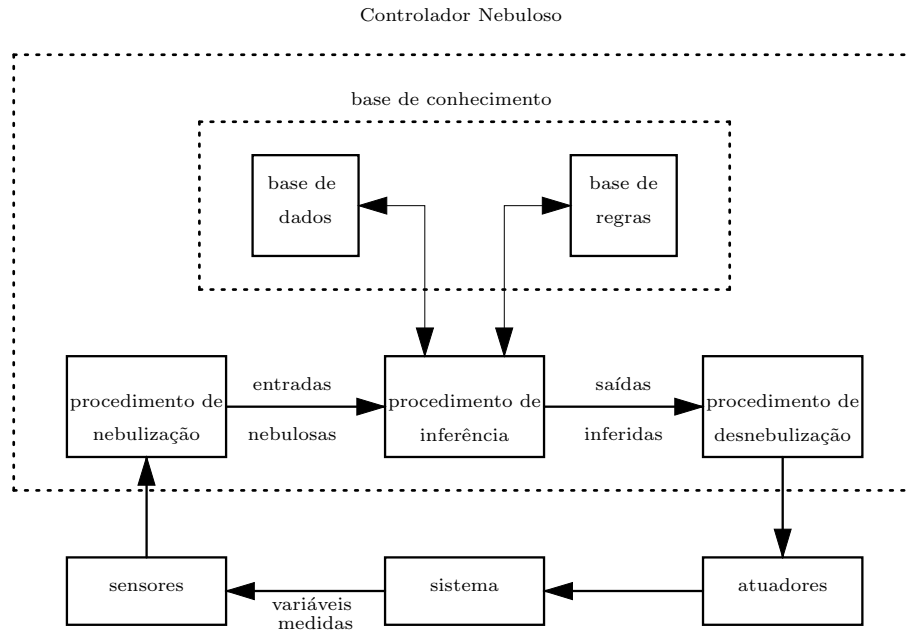 Controlador Nebuloso
base de conhecimento
base de
dados
base de
regras
procedimento de
nebulização
entradas
nebulosas
procedimento de
inferência
saídas
inferidas
procedimento de
desnebulização
sensores
variáveis
medidas
sistema
atuadores